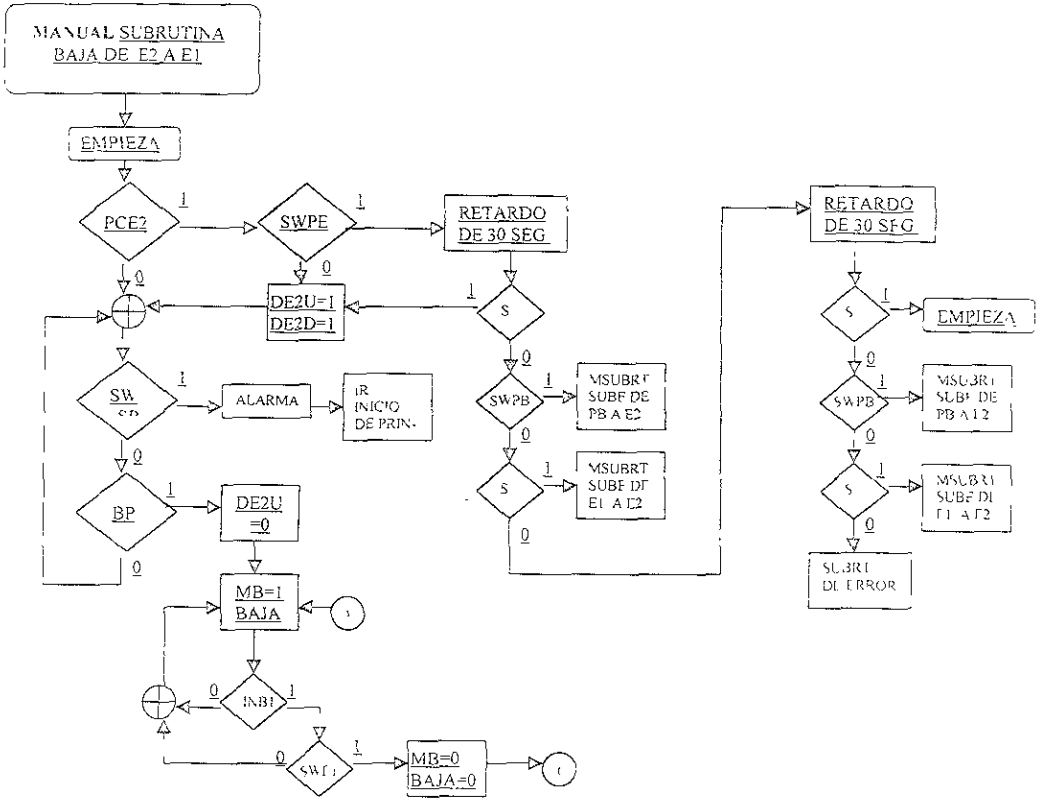 MANUAL SUBRUTINA
BAJA DE E2 A E1
EMPIEZA
PCE2
1
0
SWPE
1
0
RETARDO
DE 30 SEG
DE2U=1
DE2D=1
S
1
0
SW
1
0
ALARMA
IR
INICIO
DE PRIN
SWPB
1
0
MSUBRT
SUBE DE
PB A E2
S
1
0
MSUBRT
SUBE DE
E1 A E2
BP
1
0
DE2U
=0
MB=1
BAJA
INB1
0
1
0
1
MB=0
BAJA=0
RETARDO
DE 30 SEG
S
1
0
EMPIEZA
SWPB
1
0
MSUBRT
SUBE DE
PB A
S
1
0
MSUBRT
SUBE DE
A E2
SUBRT
DE ERROR